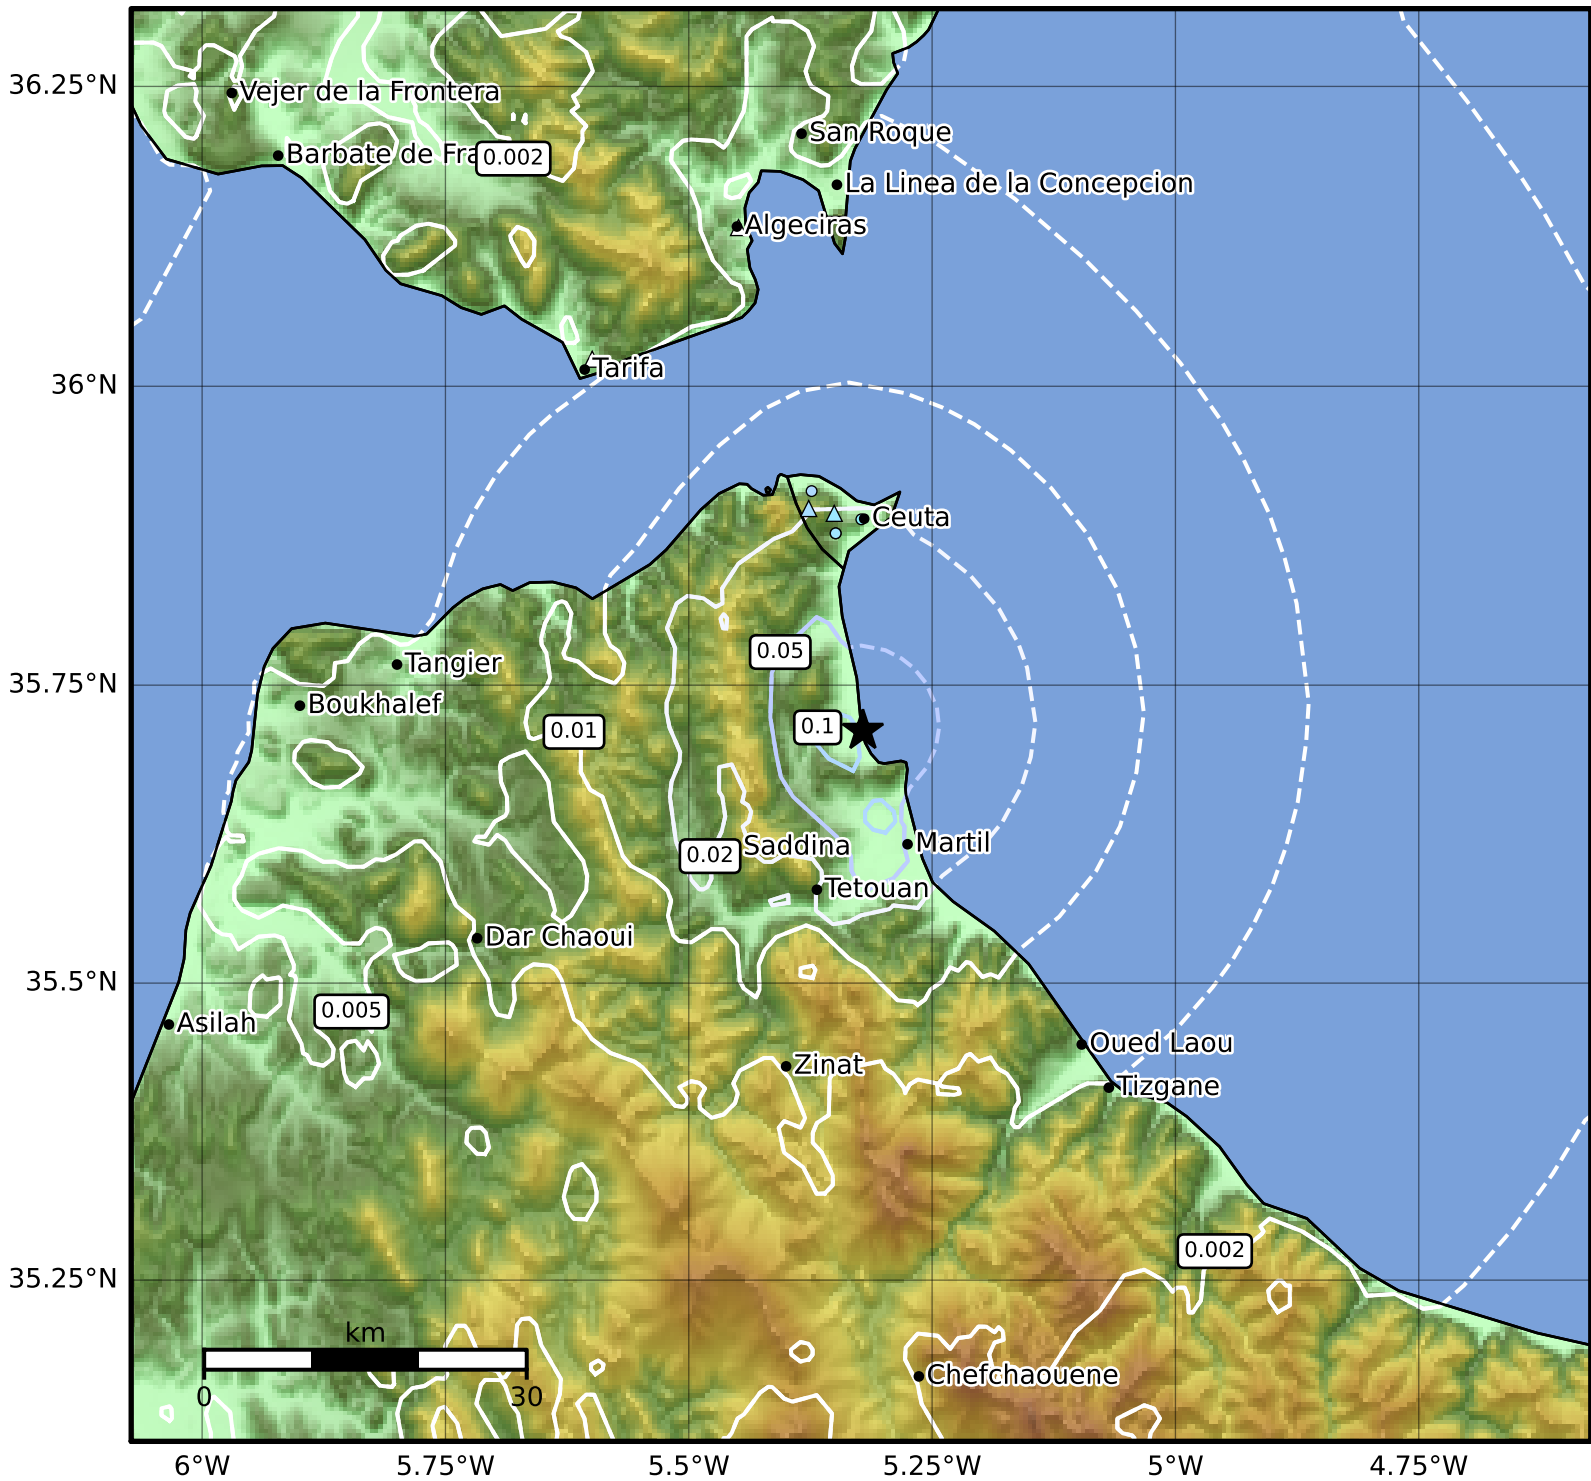 36.25°N
Vejer de la Frontera
San Roque
Barbate de Fra
0.002
La Linea de la Concepcion
Algeciras
36°N
Tarifa
Ceuta
0.05
Tangier
35.75°N
Boukhalef
0.01
0.1
Saddina
0.02
Martil
Tetouan
Dar Chaoui
35.5°N
0.005
Asilah
Oued Laou
Zinat
Tizgane
0.002
35.25°N
km
0
30
Chefchaouene
6°W
5.75°W
5.5°W
5.25°W
5°W
4.75°W